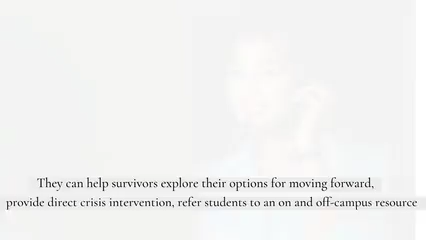 They can help survivors explore their options for moving forward,
provide direct crisis intervention, refer students to an on and off-campus resource